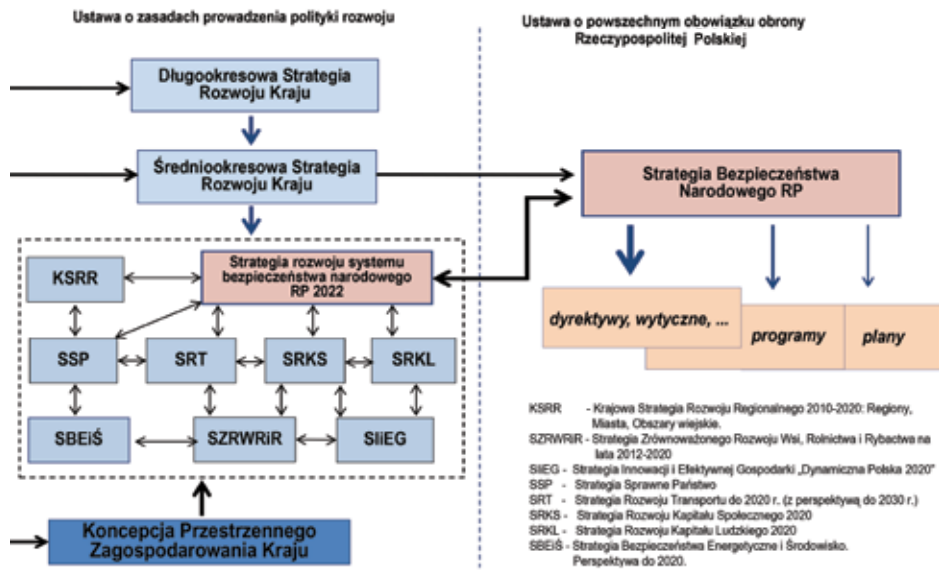 Ustawa o zasadach prowadzenia polityki rozwoju
Ustawa o powszechnym obowiązku obrony
Rzeczypospolitej Polskiej
Długookresowa Strategia
Rozwoju Kraju
Średniookresowa Strategia
Rozwoju Kraju
Strategia Bezpieczeństwa
Narodowego RP
Strategia rozwoju systemu
bezpieczeństwa narodowego
RP 2022
KSRR
SSP
SRT
SRKS
SRKL
SBEiŚ
SZRWRiR
SIiEG
dyrektywy, wytyczne, ...
programy
plany
Koncepcja Przestrzennego
Zagospodarowania Kraju
KSRR - Krajowa Strategia Rozwoju Regionalnego 2010-2020: Regiony,
Miasta, Obszary wiejskie.
SZRWRiR - Strategia Zrównoważonego Rozwoju Wsi, Rolnictwa i Rybactwa na
lata 2012-2020
SIiEG - Strategia Innowacji i Efektywnej Gospodarki „Dynamiczna Polska 2020"
SSP - Strategia Sprawne Państwo
SRT - Strategia Rozwoju Transportu do 2020 r. (z perspektywą do 2030 r.)
SRKS - Strategia Rozwoju Kapitału Społecznego 2020
SRKL - Strategia Rozwoju Kapitału Ludzkiego 2020
SBEiŚ - Strategia Bezpieczeństwa Energetyczne i Środowisko.
Perspektywa do 2020.